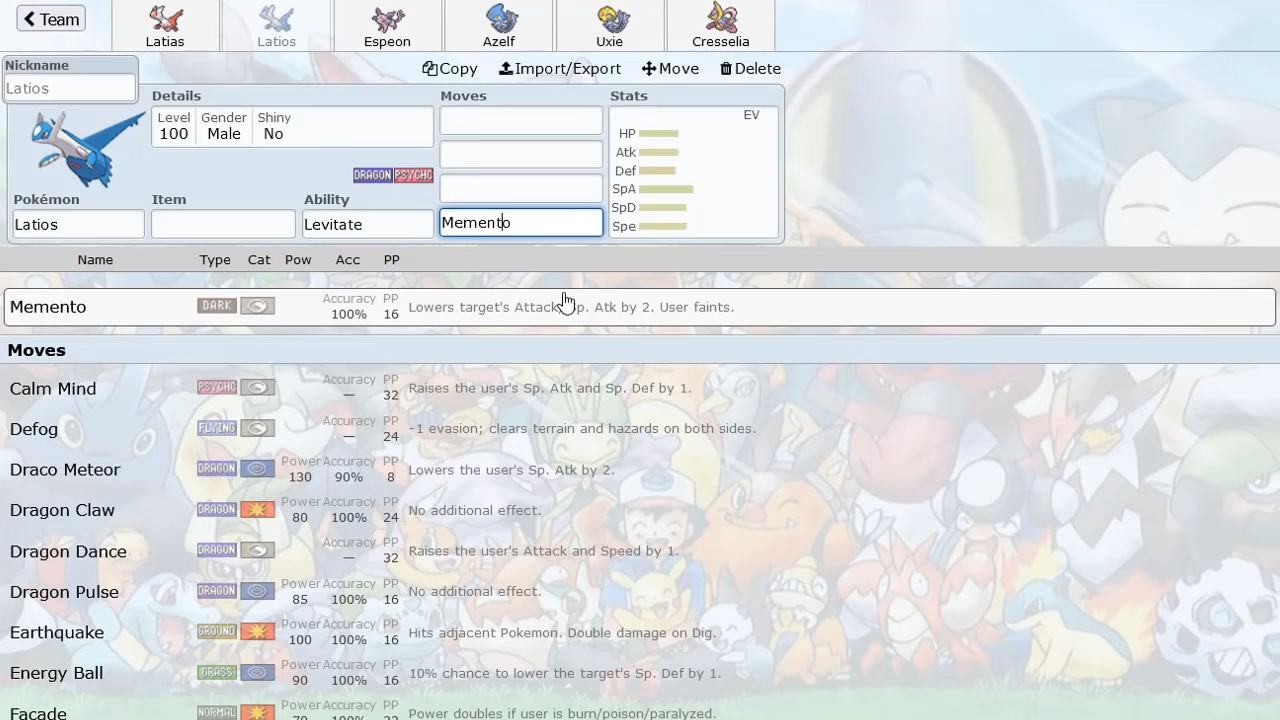 Team
Latias Latios Espeon Azelf Uxie Cresselia
Nickname
Latios
Copy Import/Export Move Delete
Details Moves Stats
Level Gender Shiny EV
100 Male No
HP
Atk
DRAGON PSYCHC Def
SpA
Pokémon Item Ability SpD
Latios Levitate Memento Spe
Name Type Cat Pow Acc PP
Memento DARK Accuracy 100% PP 16 Lowers target's Attack, Sp. Atk by 2. User faints.
Moves
Calm Mind PSYCHC Accuracy — PP 32 Raises the user's Sp. Atk and Sp. Def by 1.
Defog FLYING Accuracy — PP 24 -1 evasion; clears terrain and hazards on both sides.
Draco Meteor DRAGON Power 130 Accuracy 90% PP 8 Lowers the user's Sp. Atk by 2.
Dragon Claw DRAGON Power 80 Accuracy 100% PP 24 No additional effect.
Dragon Dance DRAGON Accuracy — PP 32 Raises the user's Attack and Speed by 1.
Dragon Pulse DRAGON Power 85 Accuracy 100% PP 16 No additional effect.
Earthquake GROUND Power 100 Accuracy 100% PP 16 Hits adjacent Pokemon. Double damage on Dig.
Energy Ball GRASS Power 90 Accuracy 100% PP 16 10% chance to lower the target's Sp. Def by 1.
Facade NORMAL Power 70 Accuracy 100% PP 32 Power doubles if user is burn/poison/paralyzed.